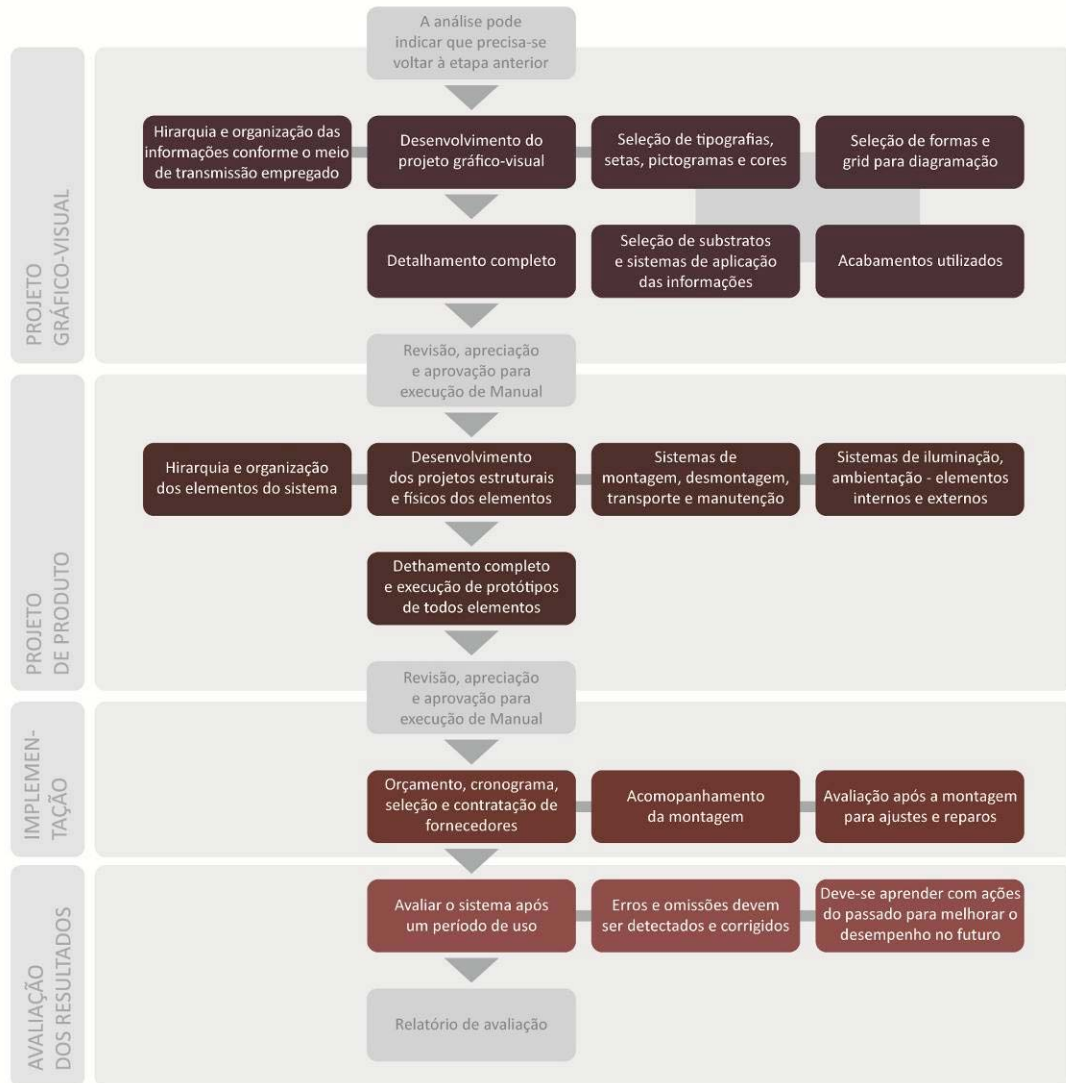 A análise pode
indicar que precisa-se
voltar à etapa anterior
PROJETO
GRÁFICO-VISUAL
Hirarquia e organização das
informações conforme o meio
de transmissão empregado
Desenvolvimento do
projeto gráfico-visual
Seleção de tipografias,
setas, pictogramas e cores
Seleção de formas e
grid para diagramação
Detalhamento completo
Seleção de substratos
e sistemas de aplicação
das informações
Acabamentos utilizados
Revisão, apreciação
e aprovação para
execução de Manual
PROJETO
DE PRODUTO
Hirarquia e organização
dos elementos do sistema
Desenvolvimento
dos projetos estruturais
e físicos dos elementos
Sistemas de
montagem, desmontagem,
transporte e manutenção
Sistemas de iluminação,
ambientação - elementos
internos e externos
Dethamento completo
e execução de protótipos
de todos elementos
Revisão, apreciação
e aprovação para
execução de Manual
IMPLEMEN-
TAÇÃO
Orçamento, cronograma,
seleção e contratação de
fornecedores
Acomopanhamento
da montagem
Avaliação após a montagem
para ajustes e reparos
AVALIAÇÃO
DOS RESULTADOS
Avaliar o sistema após
um período de uso
Erros e omissões devem
ser detectados e corrigidos
Deve-se aprender com ações
do passado para melhorar o
desempenho no futuro
Relatório de avaliação